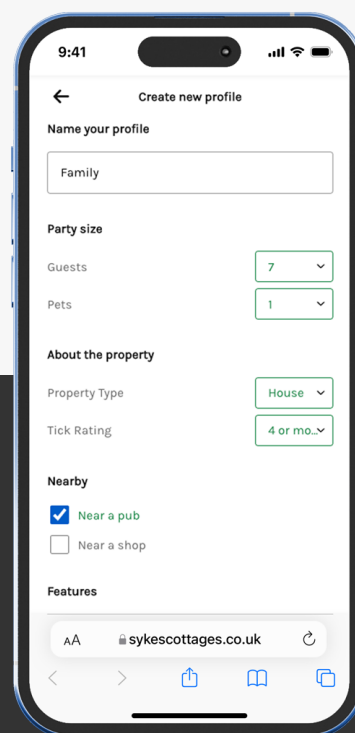 9:41
Create new profile
Name your profile
Family
Party size
Guests 7
Pets 1
About the property
Property Type House
Tick Rating 4 or mo...
Nearby
Near a pub
Near a shop
Features
AA sykescottages.co.uk